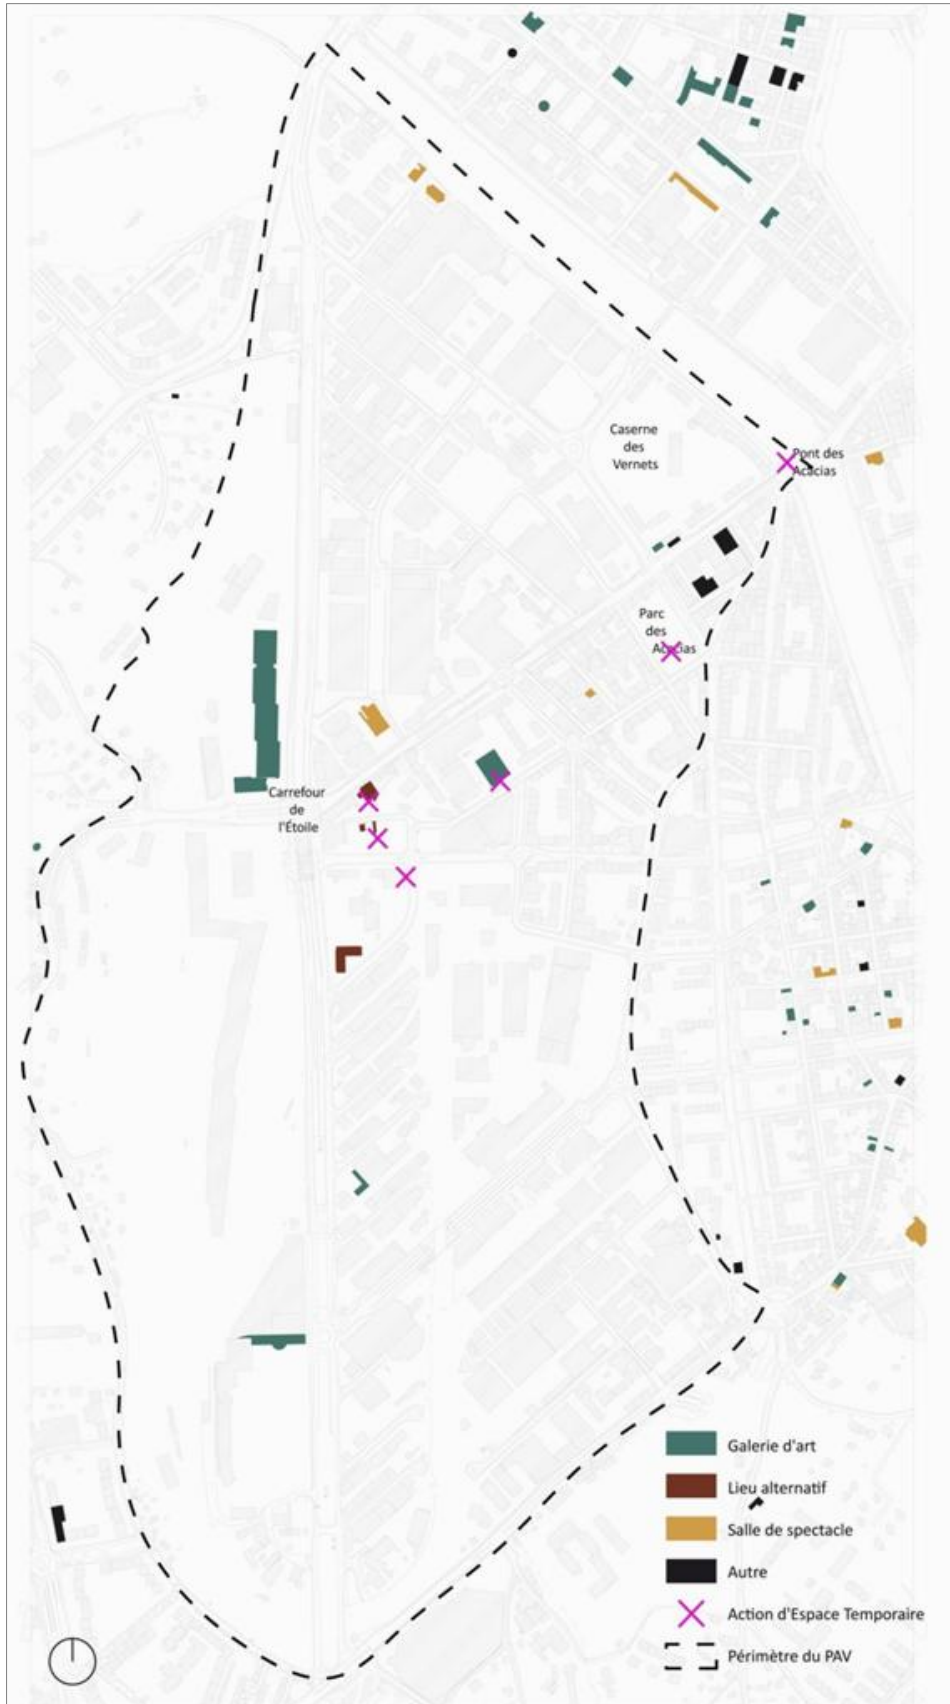 Caserne
des
Vernets
Pont des
Acacias
Parc
des
Acacias
Carrefour
de
l'Étoile
Galerie d'art
Lieu alternatif
Salle de spectacle
Autre
Action d'Espace Temporaire
Périmètre du PAV